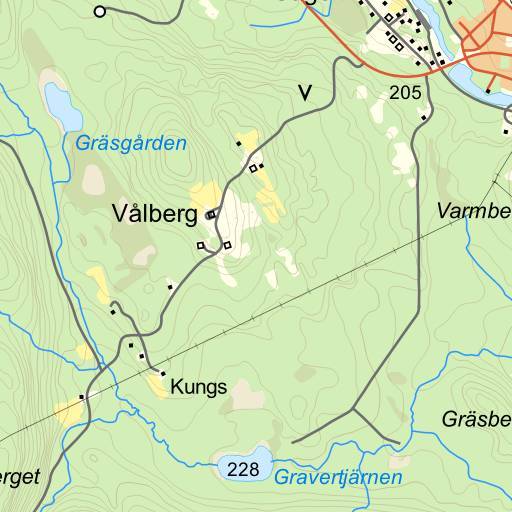 V
205
Gräsgården
Vålberg
Varmbe
Kungs
Gräsbe
228
Gravertjärnen
erget